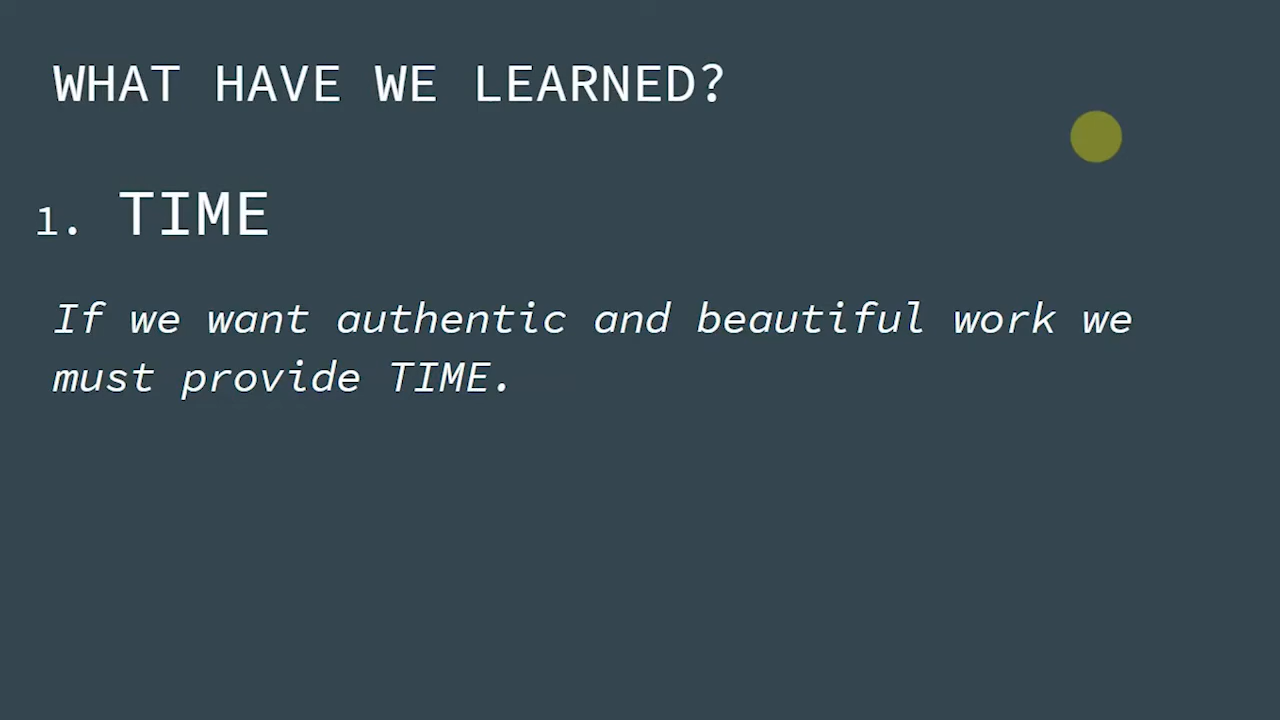 WHAT HAVE WE LEARNED?
1. TIME
If we want authentic and beautiful work we
must provide TIME.